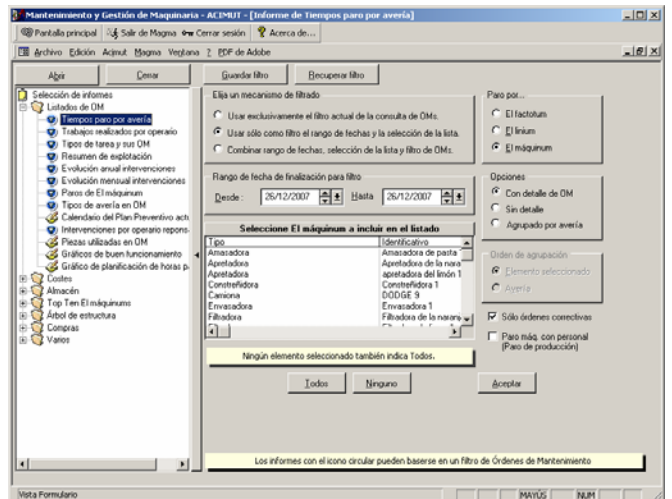 Mantenimiento y Gestión de Maquinaria - ACIMUT - [Informe de Tiempos paro por avería]
Pantalla principal Salir de Magma Cerrar sesión Acerca de...
Archivo Edición Acimut Magma Ventana ? PDF de Adobe
Abrir Cerrar Guardar filtro Recuperar filtro
Selección de informes
Listados de OM
Tiempos paro por avería
Trabajos realizados por operario
Tipos de tarea y sus OM
Resumen de explotación
Evolución anual intervenciones
Evolución mensual intervenciones
Paros de El máquinum
Tipos de avería en OM
Calendario del Plan Preventivo actu
Intervenciones por operario repons
Piezas utilizadas en OM
Gráficos de buen funcionamiento
Gráfico de planificación de horas p
Costes
Almacén
Top Ten El máquinums
Árbol de estructura
Compras
Varios
Elija un mecanismo de filtrado
Usar exclusivamente el filtro actual de la consulta de OMs.
Usar sólo como filtro el rango de fechas y la selección de la lista.
Combinar rango de fechas, selección de la lista y filtro de OMs.
Rango de fecha de finalización para filtro
Desde : 26/12/2007 Hasta 26/12/2007
Seleccione El máquinum a incluir en el listado
Tipo Identificativo
Amasadora Amasadora de pasta
Apretadora Apretadora de la nara
Apretadora apretadora del limón 1
Constreñidora Constreñidora 1
Camiona DODGE 9
Envasadora Envasadora 1
Filtradora Filtradora de la naran
Ningún elemento seleccionado también indica Todos.
Todos Ninguno Aceptar
Paro por...
El factotum
El linium
El máquinum
Opciones
Con detalle de OM
Sin detalle
Agrupado por avería
Orden de agrupación
Elemento seleccionado
Avería
Sólo órdenes correctivas
Paro máq. con personal
(Paro de producción)
Los informes con el icono circular pueden baserse en un filtro de Órdenes de Mantenimiento
Vista Formulario MAYÚS NUM